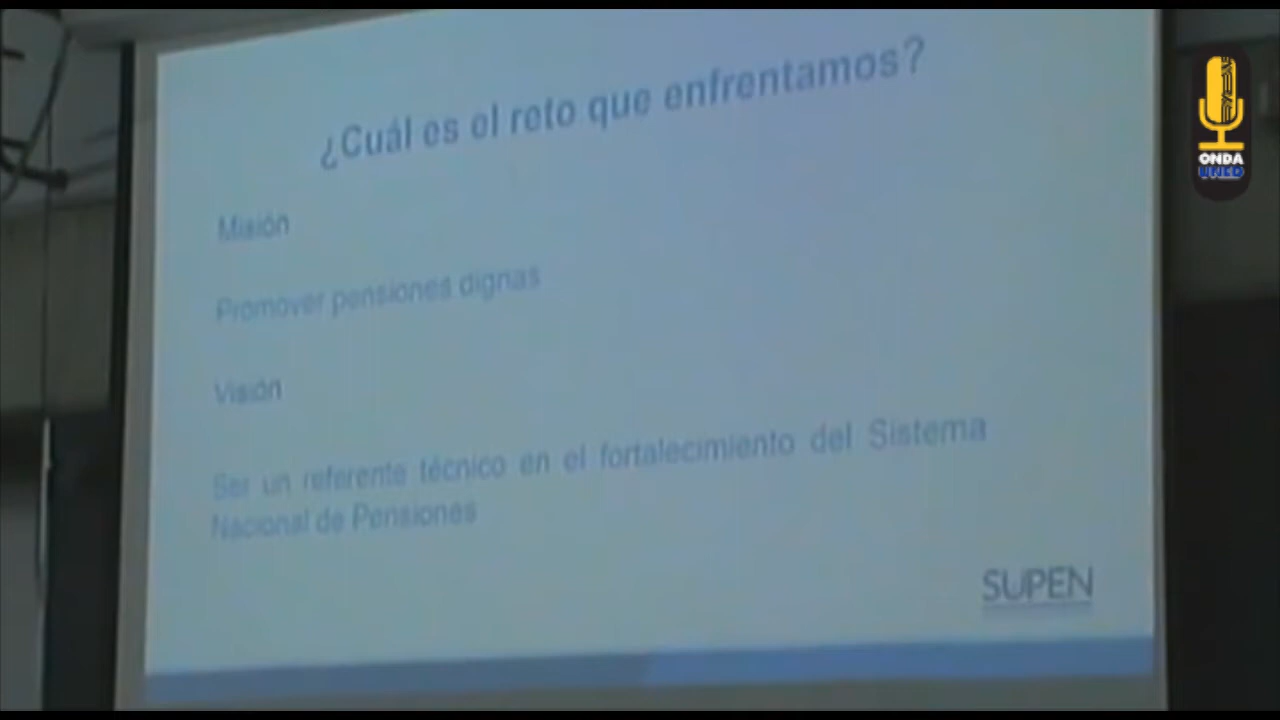 ¿Cuál es el reto que enfrentamos?
Misión
Promover pensiones dignas
Visión
Ser un referente técnico en el fortalecimiento del Sistema
Nacional de Pensiones
SUPEN
ONDA
UNED